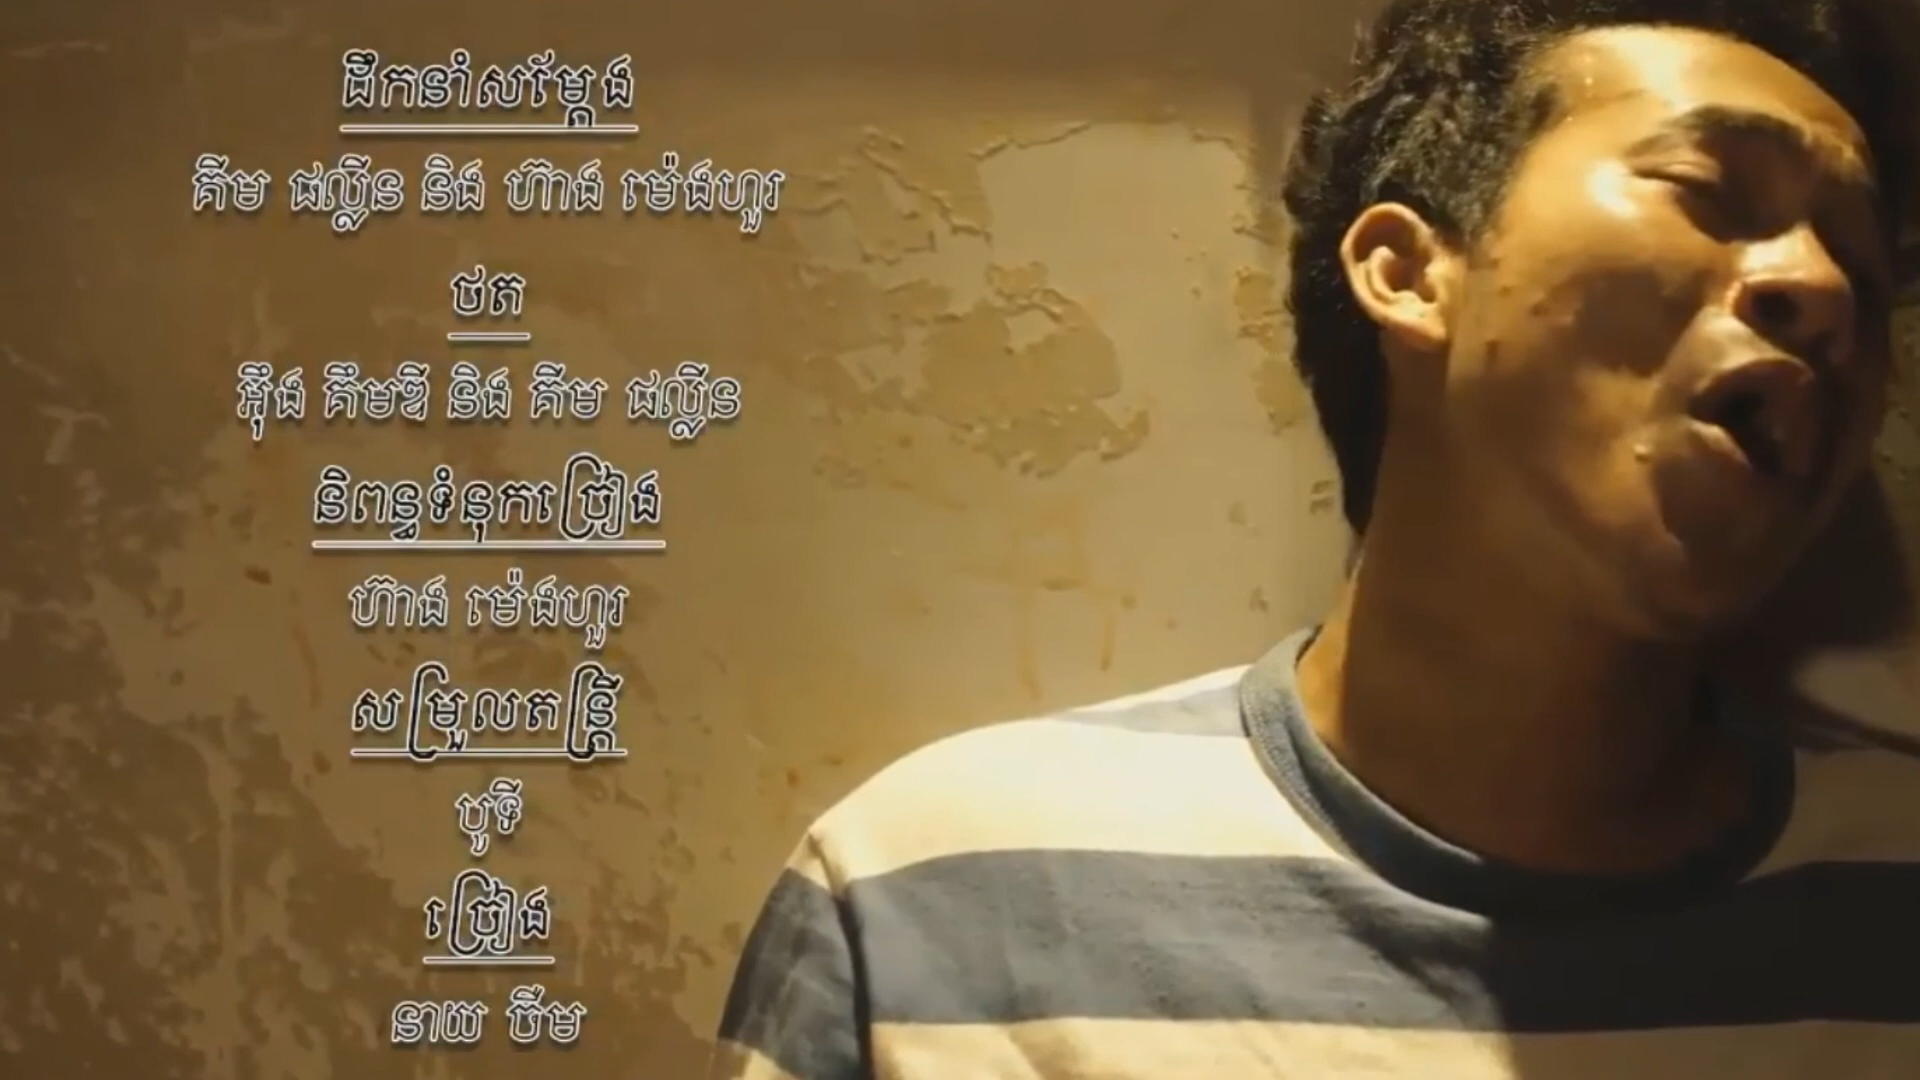 ដឹកនាំសម្ដែង
គីម ផល្លីន និង ហ៊ាង ម៉េងហួរ
ថត
អ៊ឹង គឹមឌី និង គីម ផល្លីន
និពន្ធទំនុកច្រៀង
ហ៊ាង ម៉េងហួរ
សម្រួលតន្ត្រី
បូទី
ច្រៀង
នាយ ចឺម